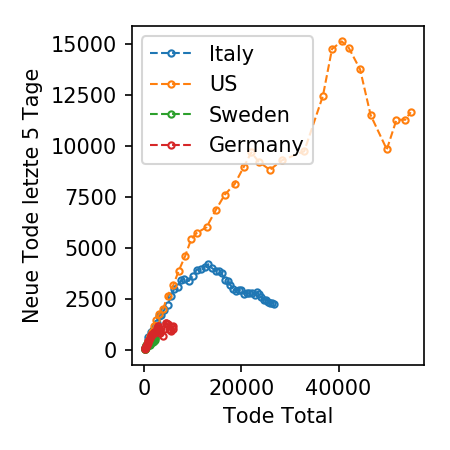 Italy
US
Sweden
Germany
15000
12500
10000
7500
5000
2500
0
Neue Tode letzte 5 Tage
0 20000 40000
Tode Total